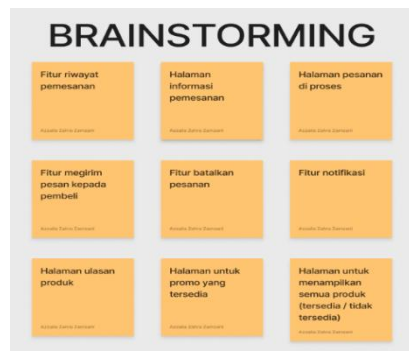 BRAINSTORMING
Fitur riwayat
pemesanan
Halaman
informasi
pemesanan
Halaman pesanan
di proses
Fitur megirim
pesan kepada
pembeli
Fitur batalkan
pesanan
Fitur notifikasi
Halaman ulasan
produk
Halaman untuk
promo yang
tersedia
Halaman untuk
menampilkan
semua produk
(tersedia / tidak
tersedia)